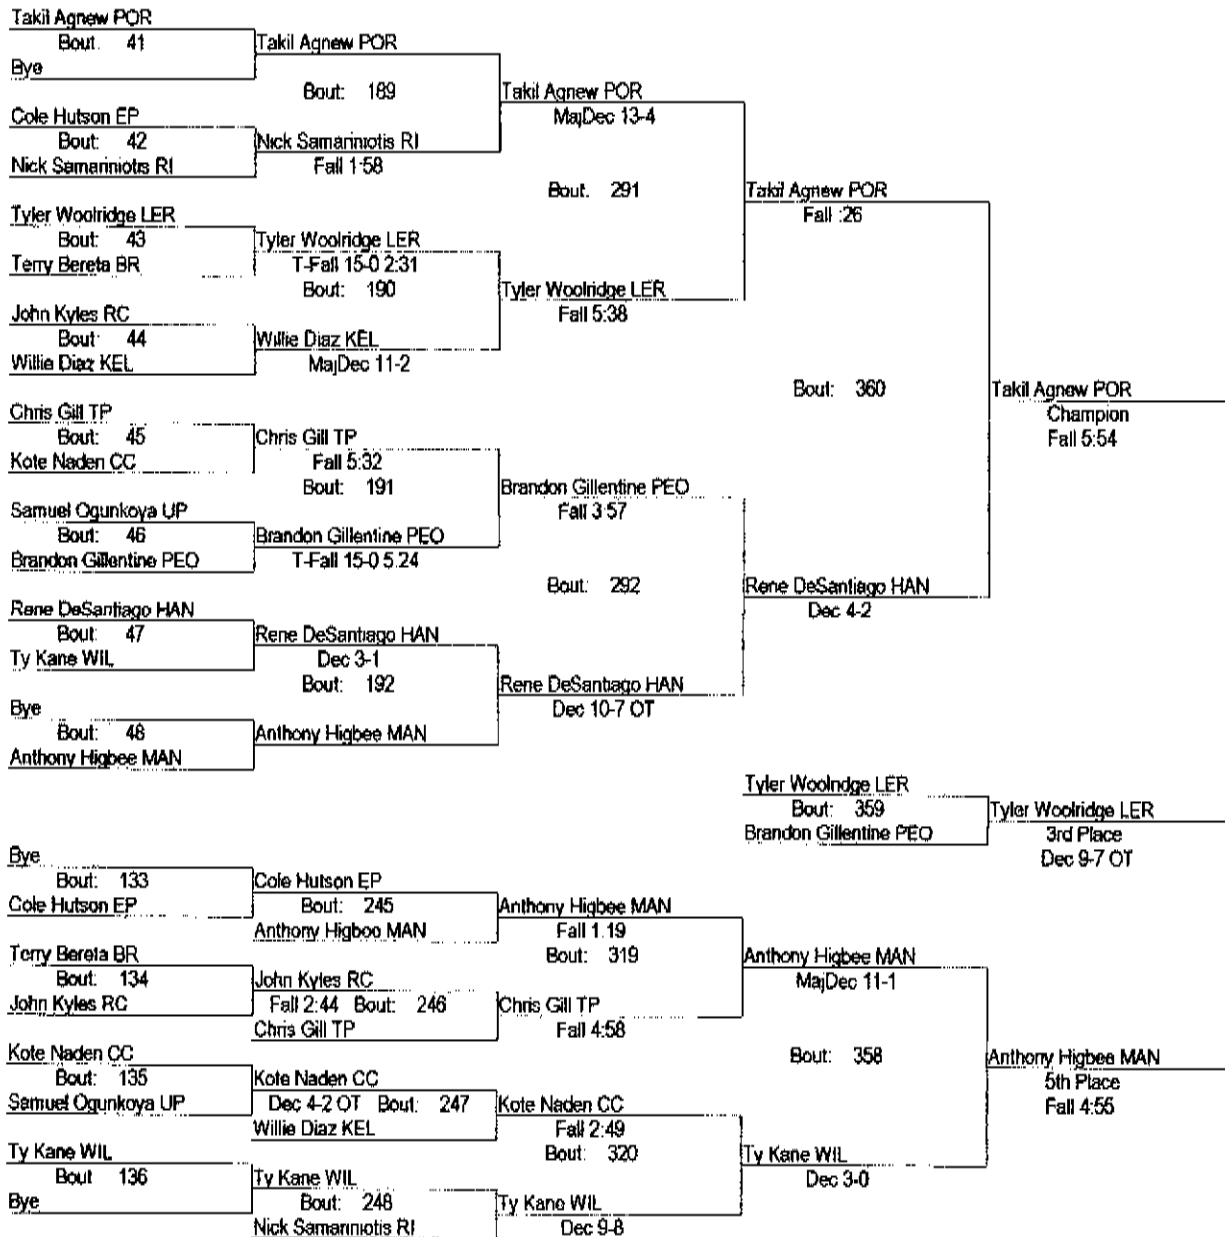 Takil Agnew POR
Bout. 41
Bye
Takil Agnew POR
Bout: 189
Cole Hutson EP
Bout: 42
Nick Samariniotis RI
Nick Samariniotis RI
Fall 1:58
Takil Agnew POR
MajDec 13-4
Bout. 291
Tyler Woolridge LER
Bout: 43
Terry Bereta BR
Tyler Woolridge LER
T-Fall 15-0 2:31
Bout: 190
John Kyles RC
Bout: 44
Willie Diaz KEL
Willie Diaz KEL
MajDec 11-2
Tyler Woolridge LER
Fall 5:38
Takil Agnew POR
Fall :26
Bout: 360
Takil Agnew POR
Champion
Fall 5:54
Chris Gill TP
Bout: 45
Kote Naden CC
Chris Gill TP
Fall 5:32
Bout: 191
Samuel Ogunkoya UP
Bout: 46
Brandon Gillentine PEO
Brandon Gillentine PEO
T-Fall 15-0 5.24
Brandon Gillentine PEO
Fall 3:57
Bout: 292
Rene DeSantiago HAN
Bout: 47
Ty Kane WIL
Rene DeSantiago HAN
Dec 3-1
Bout: 192
Bye
Bout: 48
Anthony Higbee MAN
Anthony Higbee MAN
Rene DeSantiago HAN
Dec 10-7 OT
Rene DeSantiago HAN
Dec 4-2
Tyler Woolridge LER
Bout: 359
Brandon Gillentine PEO
Tyler Woolridge LER
3rd Place
Dec 9-7 OT
Bye
Bout: 133
Cole Hutson EP
Cole Hutson EP
Bout: 245
Anthony Higbee MAN
Anthony Higbee MAN
Fall 1.19
Bout: 319
Terry Bereta BR
Bout: 134
John Kyles RC
John Kyles RC
Fall 2:44 Bout: 246
Chris Gill TP
Chris Gill TP
Fall 4:58
Anthony Higbee MAN
MajDec 11-1
Bout: 358
Anthony Higbee MAN
5th Place
Fall 4:55
Kote Naden CC
Bout: 135
Samuel Ogunkoya UP
Kote Naden CC
Dec 4-2 OT Bout: 247
Willie Diaz KEL
Kote Naden CC
Fall 2:49
Bout: 320
Ty Kane WIL
Bout 136
Bye
Ty Kane WIL
Bout: 248
Nick Samariniotis RI
Ty Kane WIL
Dec 9-8
Ty Kane WIL
Dec 3-0